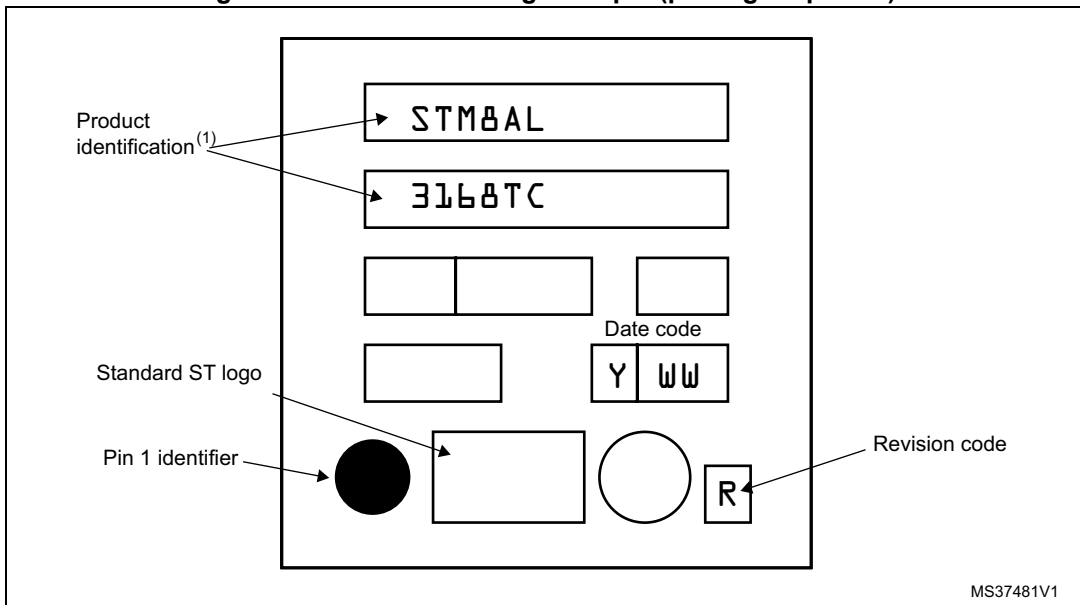 Product
identification(1)
STM8AL
3168TC
Date code
Y WW
Standard ST logo
Pin 1 identifier
Revision code
R
MS37481V1